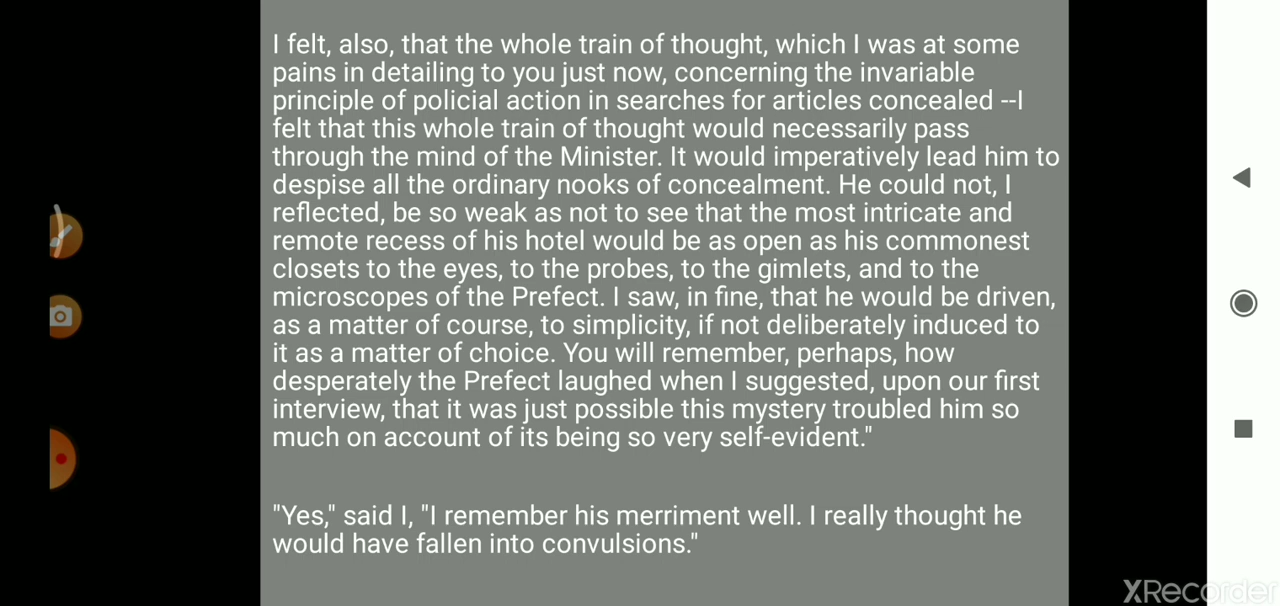 I felt, also, that the whole train of thought, which I was at some
pains in detailing to you just now, concerning the invariable
principle of policial action in searches for articles concealed --I
felt that this whole train of thought would necessarily pass
through the mind of the Minister. It would imperatively lead him to
despise all the ordinary nooks of concealment. He could not, I
reflected, be so weak as not to see that the most intricate and
remote recess of his hotel would be as open as his commonest
closets to the eyes, to the probes, to the gimlets, and to the
microscopes of the Prefect. I saw, in fine, that he would be driven,
as a matter of course, to simplicity, if not deliberately induced to
it as a matter of choice. You will remember, perhaps, how
desperately the Prefect laughed when I suggested, upon our first
interview, that it was just possible this mystery troubled him so
much on account of its being so very self-evident."
"Yes," said I, "I remember his merriment well. I really thought he
would have fallen into convulsions."
XRecorder